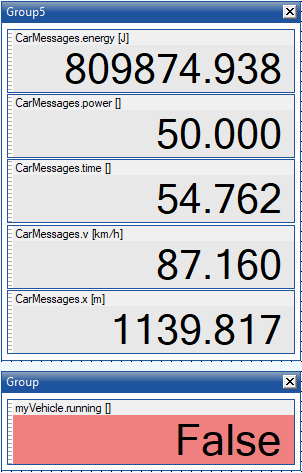 Group5
CarMessages.energy [J]
809874.938
CarMessages.power []
50.000
CarMessages.time []
54.762
CarMessages.v [km/h]
87.160
CarMessages.x [m]
1139.817
Group
myVehicle.running []
False